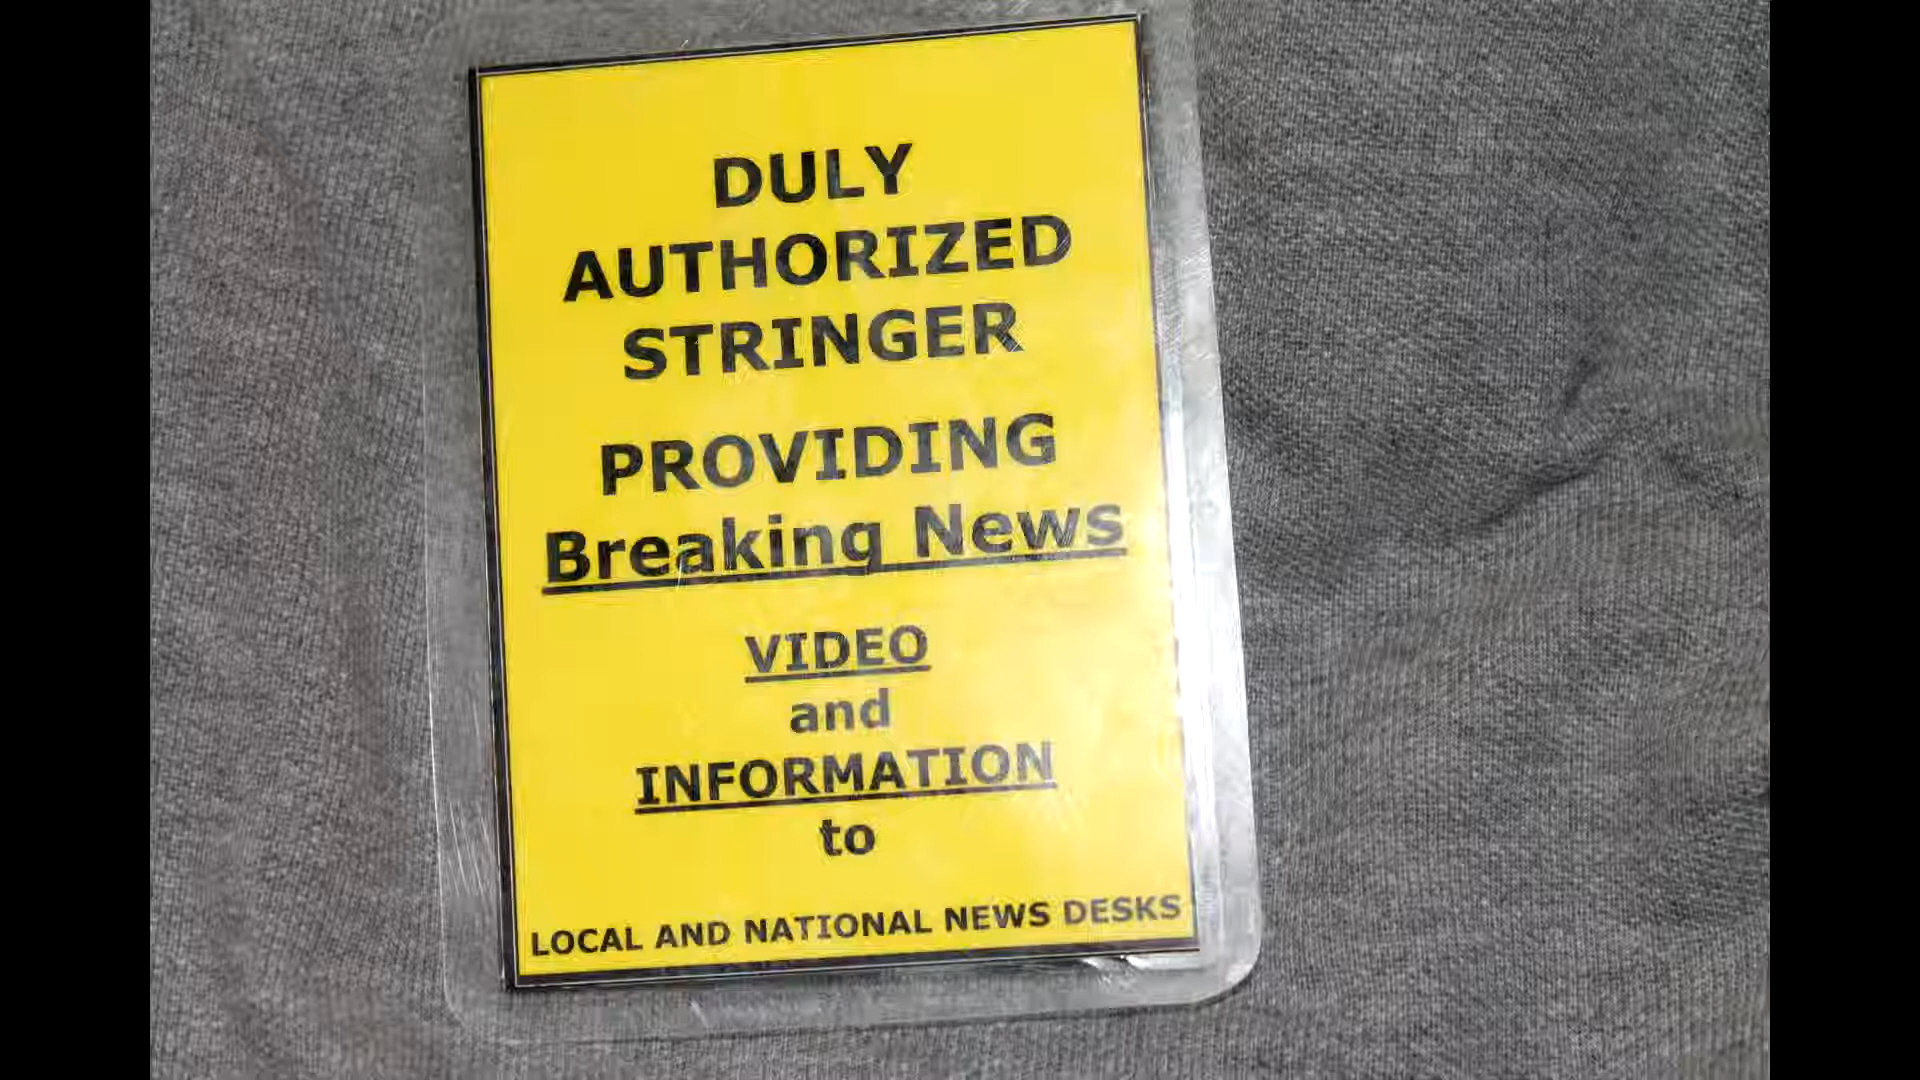 DULY
AUTHORIZED
STRINGER
PROVIDING
Breaking News
VIDEO
and
INFORMATION
to
LOCAL AND NATIONAL NEWS DESKS